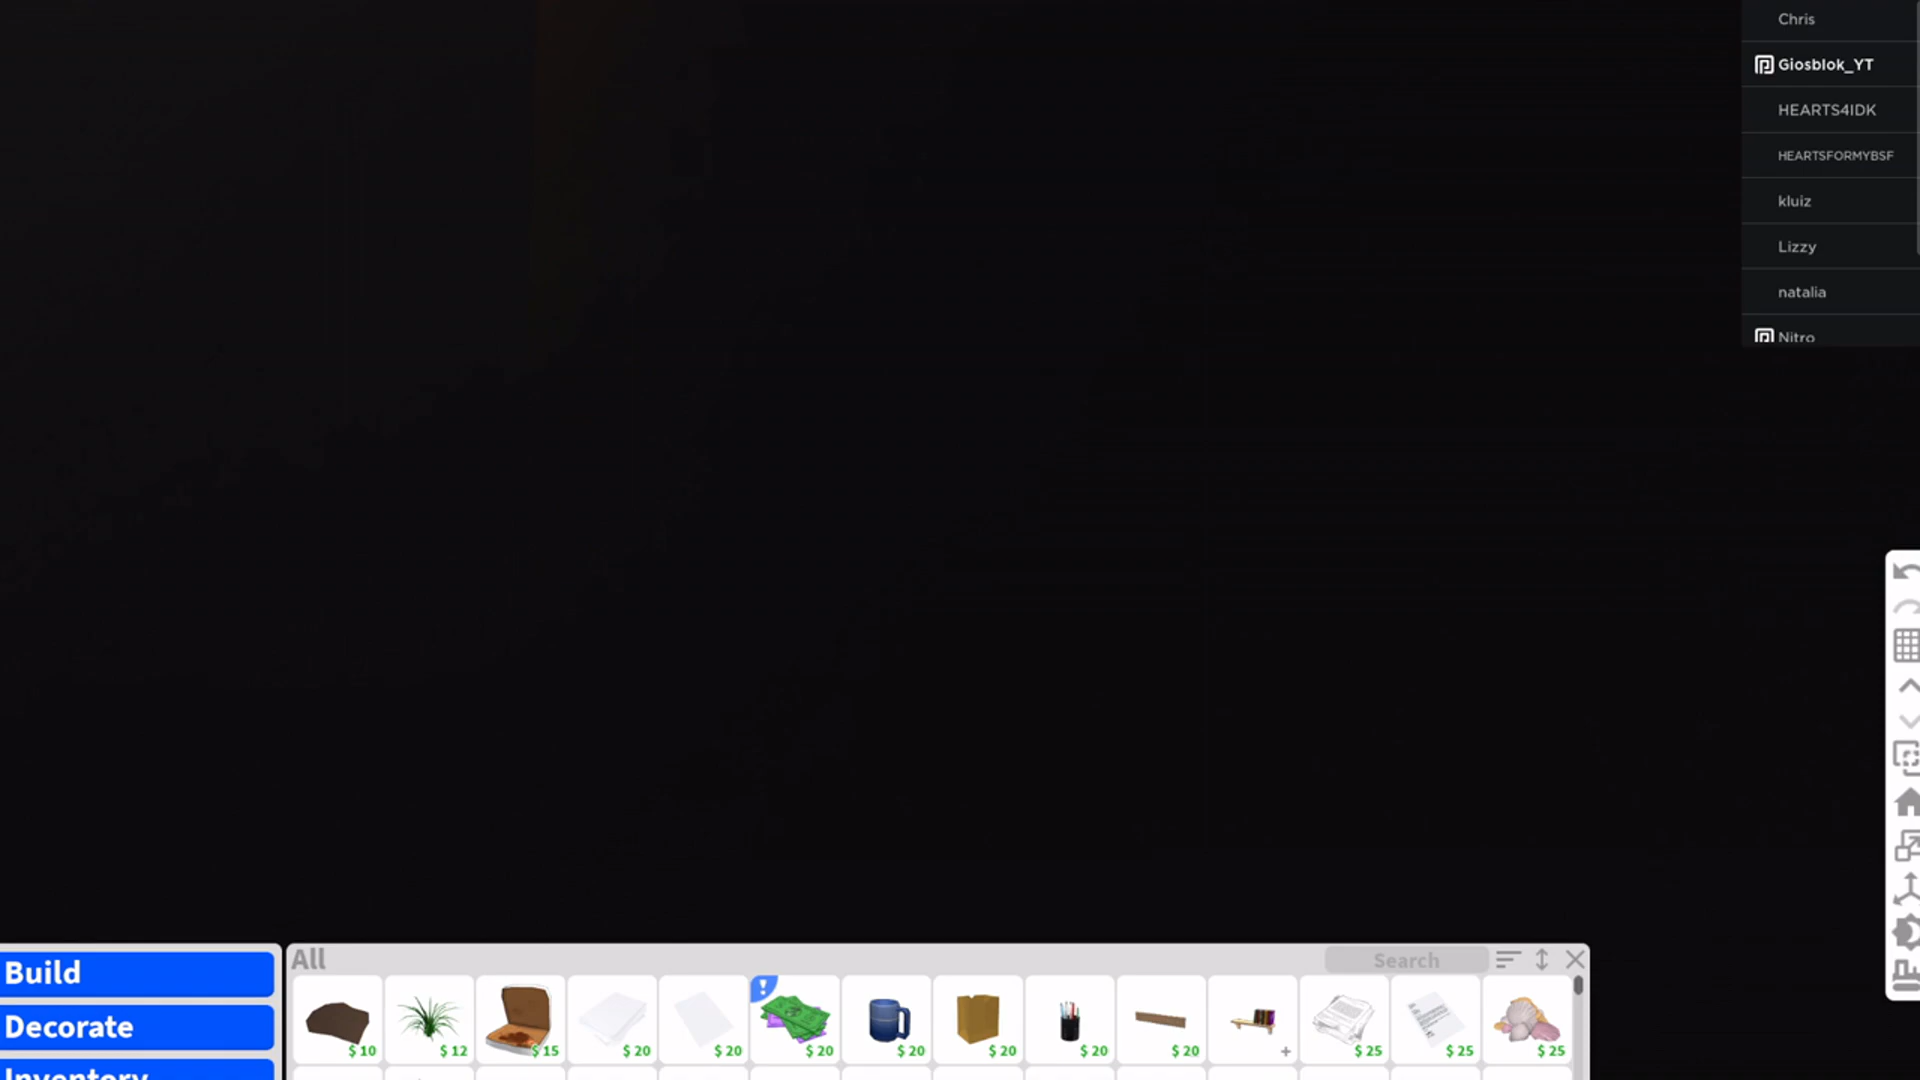 Chris
Giosblok_YT
HEARTS4IDK
HEARTSFORMYBSF
kluiz
Lizzy
natalia
Nitro
All
Search
Build
Decorate
Inventory
$ 10
$ 12
$ 15
$ 20
$ 20
$ 20
$ 20
$ 20
$ 20
$ 20
+
$ 25
$ 25
$ 25